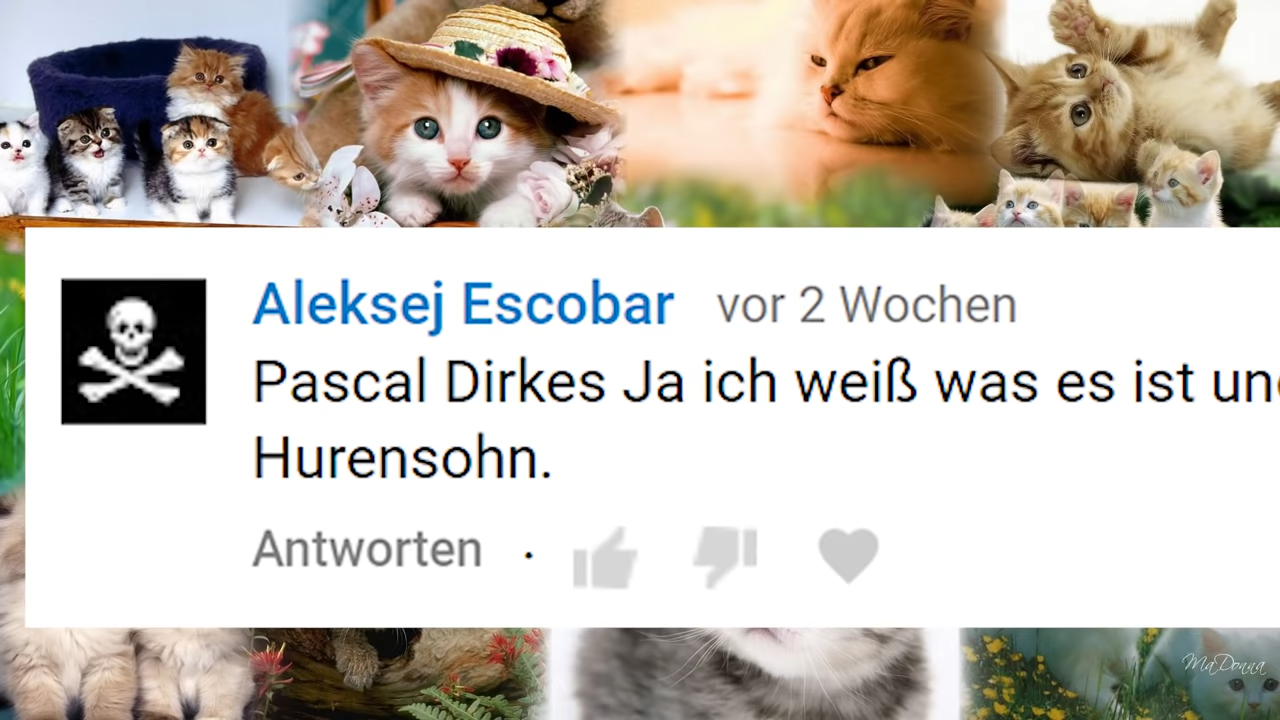 Aleksej Escobar vor 2 Wochen
Pascal Dirkes Ja ich weiß was es ist
Hurensohn.
Antworten ·
MaDonna